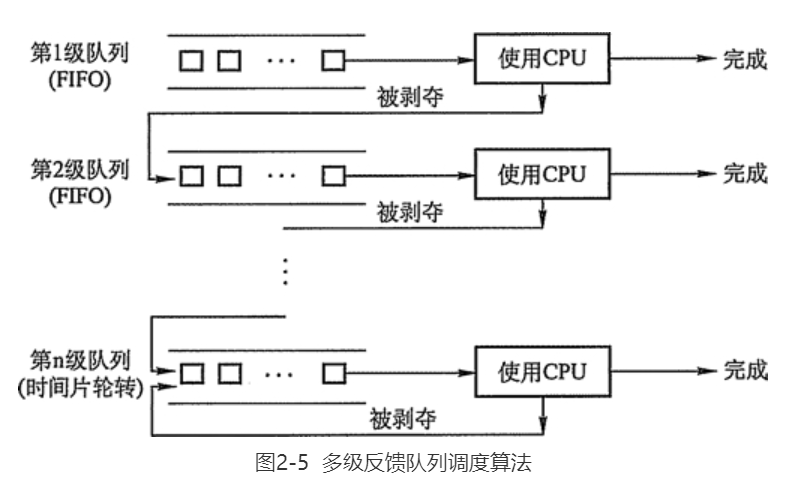 第1级队列
(FIFO)
...
使用CPU
完成
被剥夺
第2级队列
(FIFO)
...
使用CPU
完成
被剥夺
第n级队列
(时间片轮转)
...
使用CPU
完成
被剥夺
图2-5 多级反馈队列调度算法